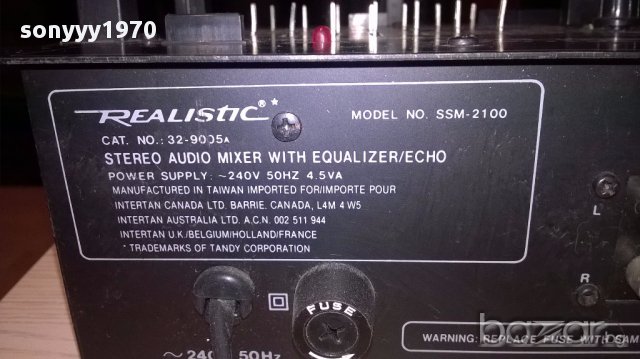 sonyyy1970
REALISTIC ®*
MODEL NO. SSM-2100
CAT. NO.: 32-9005A
STEREO AUDIO MIXER WITH EQUALIZER/ECHO
POWER SUPPLY: ~240V 50HZ 4.5VA
MANUFACTURED IN TAIWAN IMPORTED FOR/IMPORTE POUR
INTERTAN CANADA LTD. BARRIE. CANADA, L4M 4 W5
INTERTAN AUSTRALIA LTD. A.C.N. 002 511 944
INTERTAN U.K./BELGIUM/HOLLAND/FRANCE
* TRADEMARKS OF TANDY CORPORATION
L
R
FUSE
~240V 50Hz
WARNING: REPLACE FUSE WITH SAM
bazar